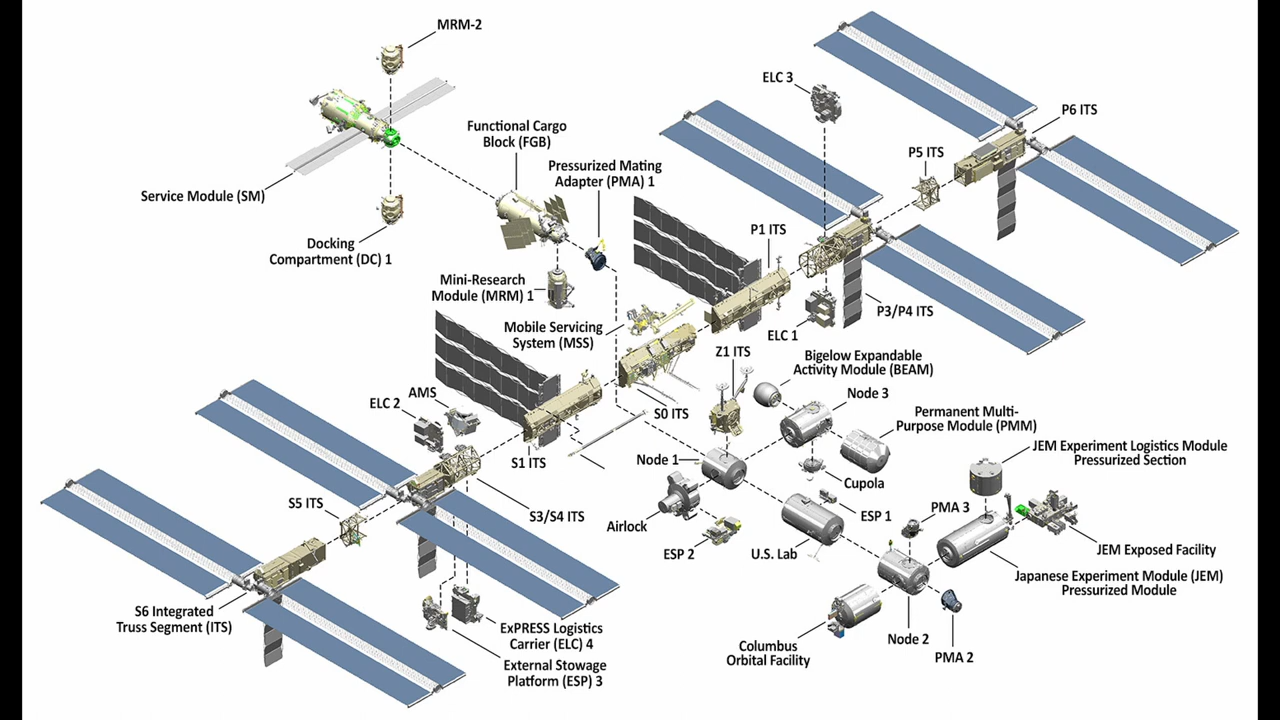 MRM-2
ELC 3
P6 ITS
Functional Cargo
Block (FGB)
P5 ITS
Pressurized Mating
Adapter (PMA) 1
Service Module (SM)
P1 ITS
Docking
Compartment (DC) 1
Mini-Research
Module (MRM) 1
P3/P4 ITS
Mobile Servicing
System (MSS)
ELC 1
Z1 ITS
Bigelow Expandable
Activity Module (BEAM)
AMS
ELC 2
Node 3
S0 ITS
Permanent Multi-
Purpose Module (PMM)
JEM Experiment Logistics Module
Pressurized Section
S1 ITS
Node 1
Cupola
S5 ITS
S3/S4 ITS
Airlock
ESP 1
PMA 3
ESP 2
U.S. Lab
JEM Exposed Facility
Japanese Experiment Module (JEM)
Pressurized Module
S6 Integrated
Truss Segment (ITS)
ExPRESS Logistics
Carrier (ELC) 4
Node 2
Columbus
Orbital Facility
PMA 2
External Stowage
Platform (ESP) 3